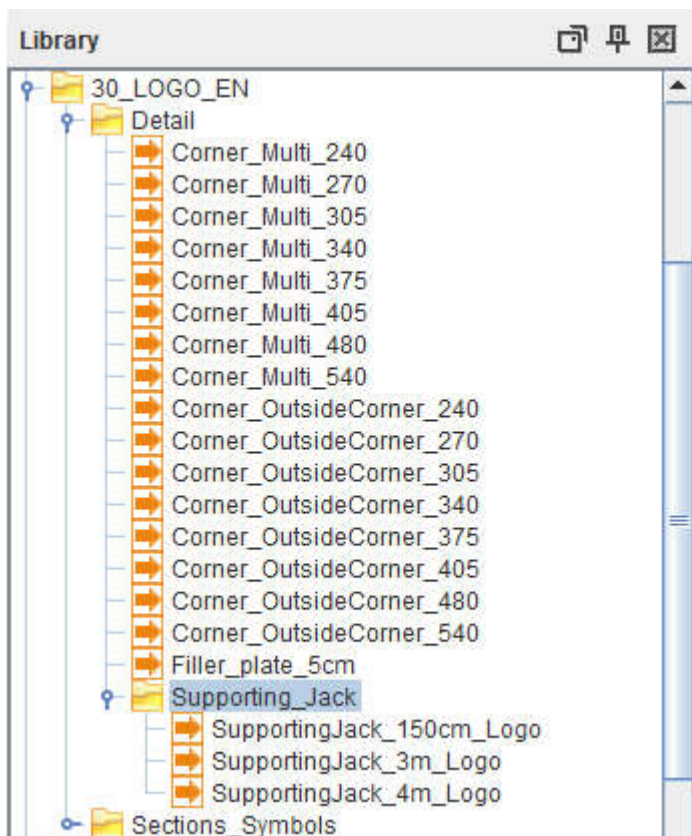 Library
30_LOGO_EN
Detail
Corner_Multi_240
Corner_Multi_270
Corner_Multi_305
Corner_Multi_340
Corner_Multi_375
Corner_Multi_405
Corner_Multi_480
Corner_Multi_540
Corner_OutsideCorner_240
Corner_OutsideCorner_270
Corner_OutsideCorner_305
Corner_OutsideCorner_340
Corner_OutsideCorner_375
Corner_OutsideCorner_405
Corner_OutsideCorner_480
Corner_OutsideCorner_540
Filler_plate_5cm
Supporting_Jack
SupportingJack_150cm_Logo
SupportingJack_3m_Logo
SupportingJack_4m_Logo
Sections_Symbols